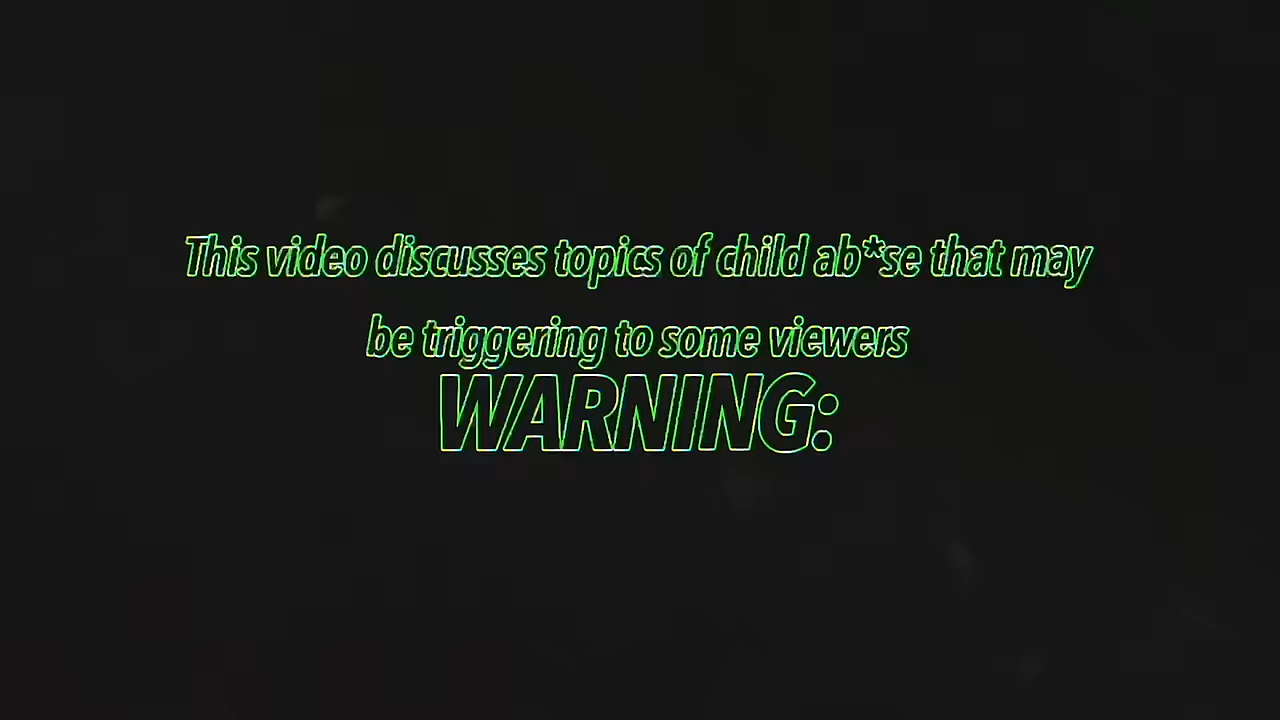 This video discusses topics of child ab*se that may
be triggering to some viewers
WARNING: